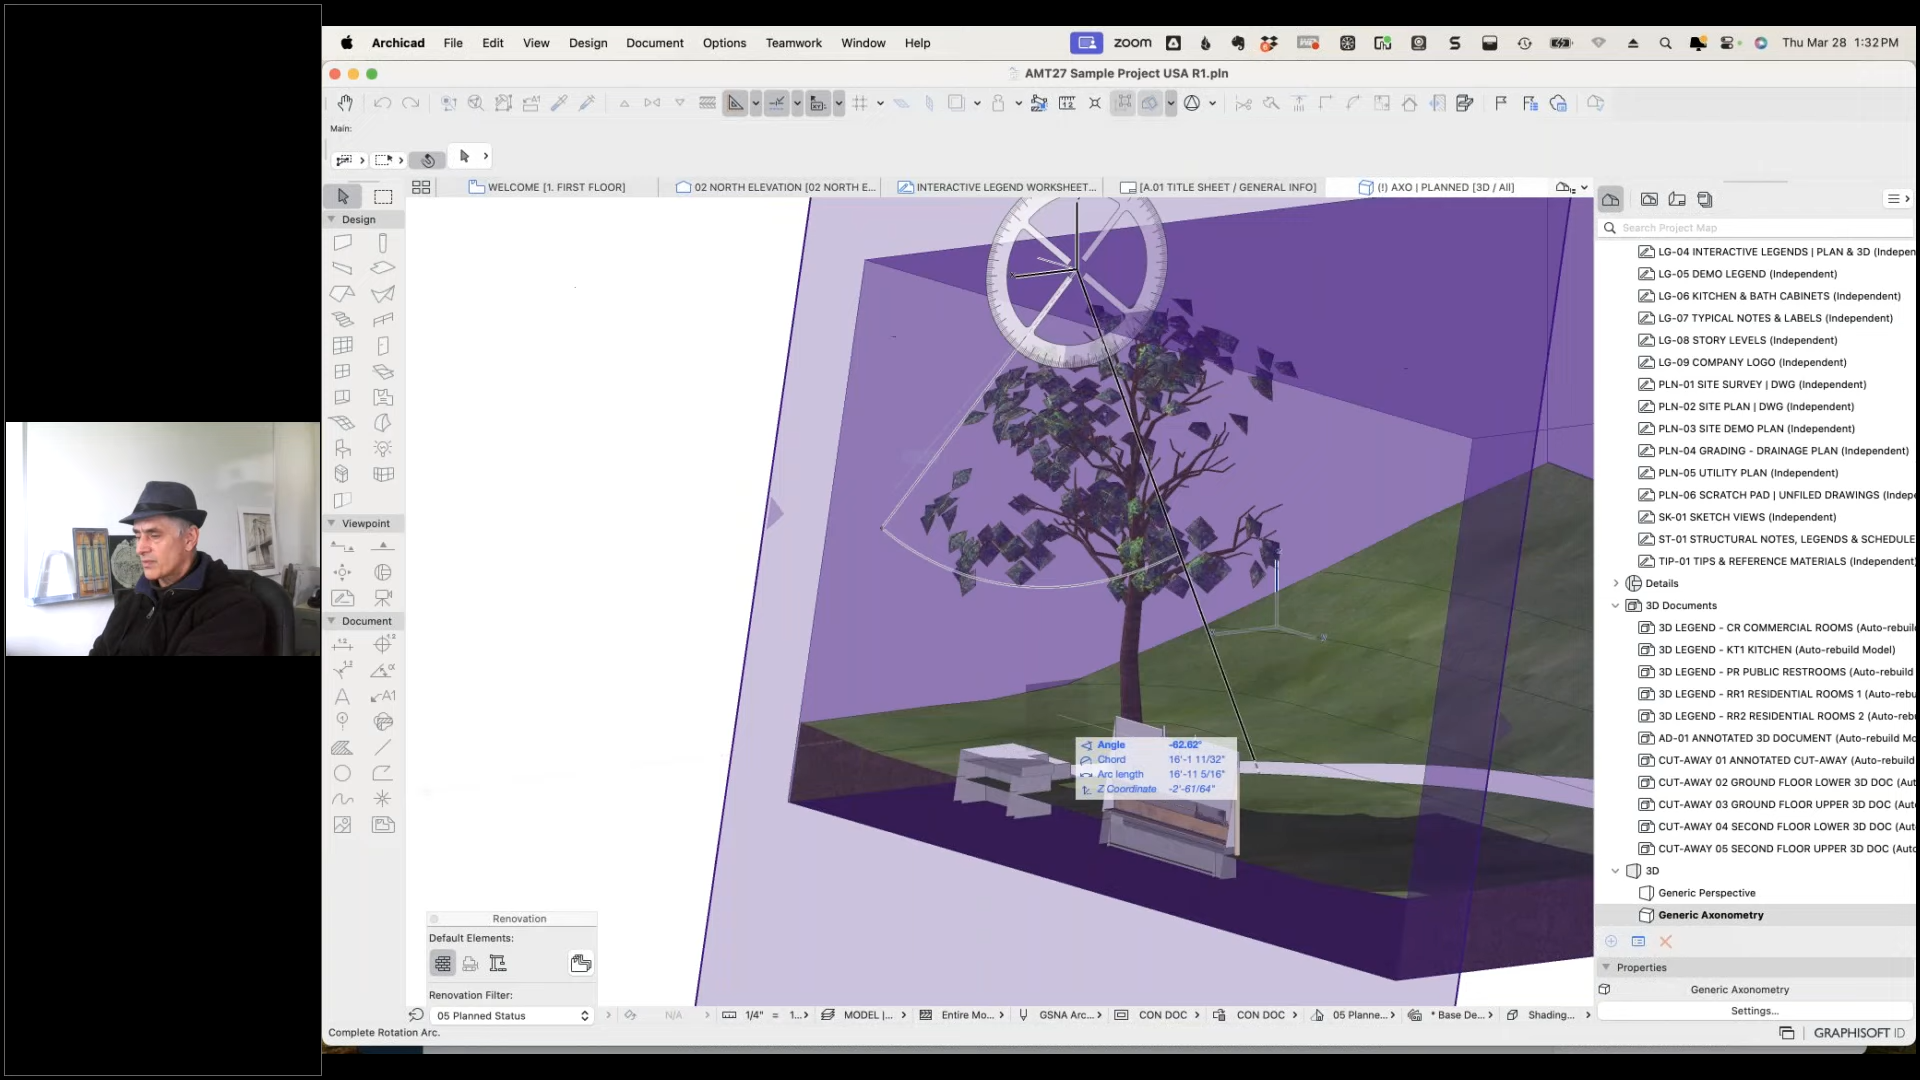 Archicad File Edit View Design Document Options Teamwork Window Help
zoom
Thu Mar 28 1:32 PM
AMT27 Sample Project USA R1.pln
Main:
WELCOME [1. FIRST FLOOR]
02 NORTH ELEVATION [02 NORTH E...
INTERACTIVE LEGEND WORKSHEET...
[A.01 TITLE SHEET / GENERAL INFO]
(!) AXO | PLANNED [3D / All]
Design
Viewpoint
Document
Search Project Map
LG-04 INTERACTIVE LEGENDS | PLAN & 3D (Indepen
LG-05 DEMO LEGEND (Independent)
LG-06 KITCHEN & BATH CABINETS (Independent)
LG-07 TYPICAL NOTES & LABELS (Independent)
LG-08 STORY LEVELS (Independent)
LG-09 COMPANY LOGO (Independent)
PLN-01 SITE SURVEY | DWG (Independent)
PLN-02 SITE PLAN | DWG (Independent)
PLN-03 SITE DEMO PLAN (Independent)
PLN-04 GRADING - DRAINAGE PLAN (Independent)
PLN-05 UTILITY PLAN (Independent)
PLN-06 SCRATCH PAD | UNFILED DRAWINGS (Indepe
SK-01 SKETCH VIEWS (Independent)
ST-01 STRUCTURAL NOTES, LEGENDS & SCHEDULE
TIP-01 TIPS & REFERENCE MATERIALS (Independent)
Details
3D Documents
3D LEGEND - CR COMMERCIAL ROOMS (Auto-rebuil
3D LEGEND - KT1 KITCHEN (Auto-rebuild Model)
3D LEGEND - PR PUBLIC RESTROOMS (Auto-rebuild
3D LEGEND - RR1 RESIDENTIAL ROOMS 1 (Auto-rebu
3D LEGEND - RR2 RESIDENTIAL ROOMS 2 (Auto-reb
AD-01 ANNOTATED 3D DOCUMENT (Auto-rebuild Mo
CUT-AWAY 01 ANNOTATED CUT-AWAY (Auto-rebuild
CUT-AWAY 02 GROUND FLOOR LOWER 3D DOC (Aut
CUT-AWAY 03 GROUND FLOOR UPPER 3D DOC (Aut
CUT-AWAY 04 SECOND FLOOR LOWER 3D DOC (Aut
CUT-AWAY 05 SECOND FLOOR UPPER 3D DOC (Aut
3D
Generic Perspective
Generic Axonometry
Properties
Generic Axonometry
Settings...
GRAPHISOFT ID
Angle -62.62°
Chord 16'-1 11/32"
Arc length 16'-11 5/16"
Z Coordinate -2'-61/64"
Renovation
Default Elements:
Renovation Filter:
05 Planned Status
N/A
1/4" = 1...
MODEL |...
Entire Mo...
GSNA Arc...
CON DOC
CON DOC
05 Planne...
* Base De...
Shading...
Complete Rotation Arc.